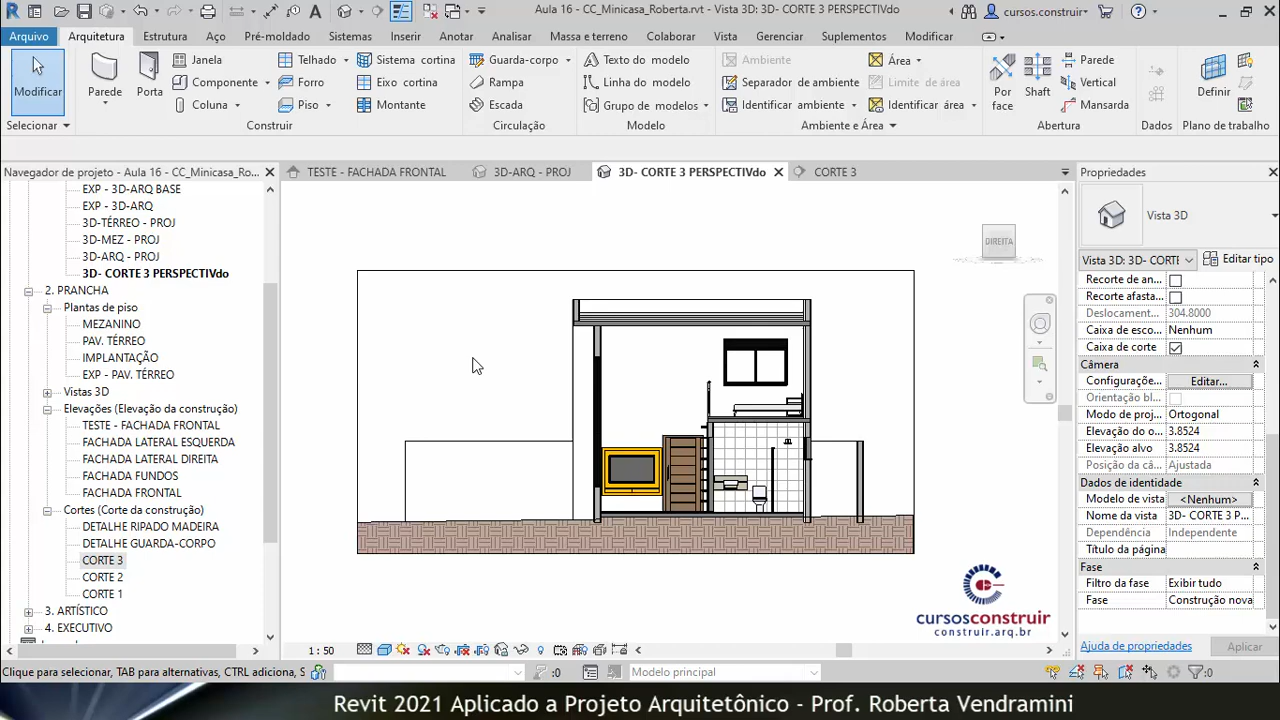 Aula 16 - CC_Minicasa_Roberta.rvt - Vista 3D: 3D- CORTE 3 PERSPECTIVdo
cursos.construir
Arquivo Arquitetura Estrutura Aço Pré-moldado Sistemas Inserir Anotar Analisar Massa e terreno Colaborar Vista Gerenciar Suplementos Modificar
Modificar
Parede
Porta
Janela
Componente
Coluna
Telhado
Forro
Piso
Sistema cortina
Eixo cortina
Montante
Guarda-corpo
Rampa
Escada
Texto do modelo
Linha do modelo
Grupo de modelos
Ambiente
Separador de ambiente
Identificar ambiente
Área
Limite de área
Identificar área
Por face
Shaft
Parede
Vertical
Mansarda
Definir
Selecionar Construir Circulação Modelo Ambiente e Área Abertura Dados Plano de trabalho
Navegador de projeto - Aula 16 - CC_Minicasa_Ro...
EXP - 3D-ARQ BASE
EXP - 3D-ARQ
3D-TÉRREO - PROJ
3D-MEZ - PROJ
3D-ARQ - PROJ
3D- CORTE 3 PERSPECTIVdo
2. PRANCHA
Plantas de piso
MEZANINO
PAV. TÉRREO
IMPLANTAÇÃO
EXP - PAV. TÉRREO
Vistas 3D
Elevações (Elevação da construção)
TESTE - FACHADA FRONTAL
FACHADA LATERAL ESQUERDA
FACHADA LATERAL DIREITA
FACHADA FUNDOS
FACHADA FRONTAL
Cortes (Corte da construção)
DETALHE RIPADO MADEIRA
DETALHE GUARDA-CORPO
CORTE 3
CORTE 2
CORTE 1
3. ARTÍSTICO
4. EXECUTIVO
TESTE - FACHADA FRONTAL 3D-ARQ - PROJ 3D- CORTE 3 PERSPECTIVdo CORTE 3
DIREITA
cursosconstruir
construir.arq.br
1 : 50
Propriedades
Vista 3D
Vista 3D: 3D- CORTE Editar tipo
Recorte de an...
Recorte afasta...
Deslocamet... 304.8000
Caixa de esco... Nenhum
Caixa de corte
Câmera
Configuraçõe... Editar...
Orientação bl...
Modo de proj... Ortogonal
Elevação do o... 3.8524
Elevação alvo 3.8524
Posição da câ... Ajustada
Dados de identidade
Modelo de vista <Nenhum>
Nome da vista 3D- CORTE 3 P...
Dependência Independente
Título da página
Fase
Filtro da fase Exibir tudo
Fase Construção nova
Ajuda de propriedades Aplicar
Clique para selecionar, TAB para alternativas, CTRL adiciona, S
:0
Modelo principal
:0
Revit 2021 Aplicado a Projeto Arquitetônico - Prof. Roberta Vendramini